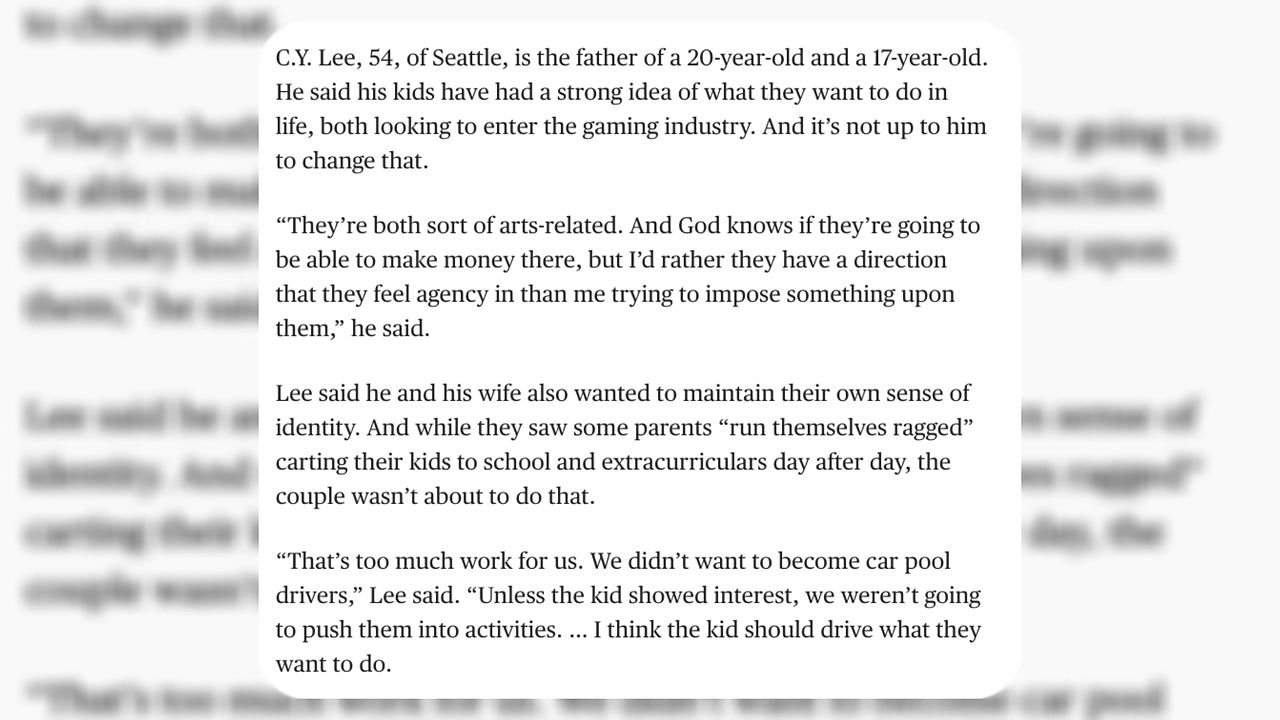 C.Y. Lee, 54, of Seattle, is the father of a 20-year-old and a 17-year-old.
He said his kids have had a strong idea of what they want to do in
life, both looking to enter the gaming industry. And it’s not up to him
to change that.
“They’re both sort of arts-related. And God knows if they’re going to
be able to make money there, but I’d rather they have a direction
that they feel agency in than me trying to impose something upon
them,” he said.
Lee said he and his wife also wanted to maintain their own sense of
identity. And while they saw some parents “run themselves ragged”
carting their kids to school and extracurriculars day after day, the
couple wasn’t about to do that.
“That’s too much work for us. We didn’t want to become car pool
drivers,” Lee said. “Unless the kid showed interest, we weren’t going
to push them into activities. ... I think the kid should drive what they
want to do.